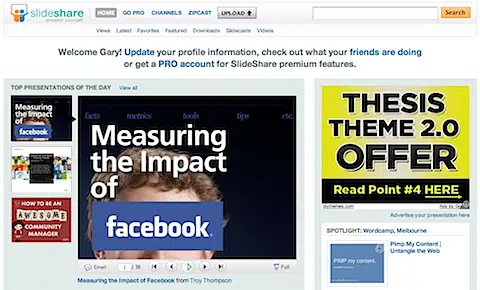 slideshare
present yourself
HOME GO PRO CHANNELS ZIPCAST UPLOAD
Search
Views Latest Favorites Featured Downloads Slidecasts Videos
Welcome Gary! Update your profile information, check out what your friends are doing
or get a PRO account for SlideShare premium features.
TOP PRESENTATIONS OF THE DAY View all
Measuring
the Impact
of
facebook
HOW TO BE AN
AWESOME
COMMUNITY
MANAGER
facts metrics tools tips etc.
Measuring
the Impact
of
facebook®
Email 1 / 38 Full
Measuring the Impact of Facebook from Troy Thompson
THESIS
THEME 2.0
OFFER
Read Point #4 HERE
Ads by
Advertise your presentation here
SPOTLIGHT: Wordcamp, Melbourne
PIMP my content.
Pimp My Content |
Untangle the Web